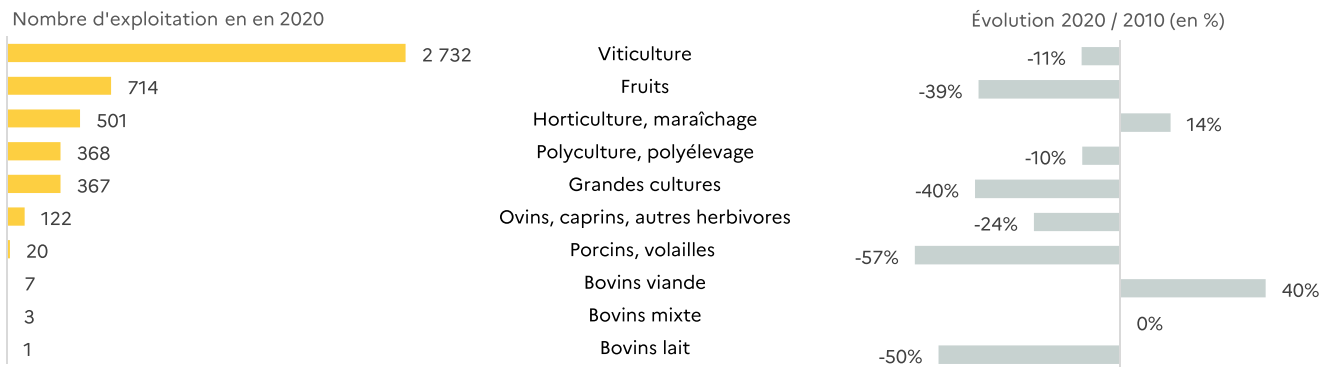 Nombre d'exploitation en en 2020
Évolution 2020 / 2010 (en %)
2 732 Viticulture -11%
714 Fruits -39%
501 Horticulture, maraîchage 14%
368 Polyculture, polyélevage -10%
367 Grandes cultures -40%
122 Ovins, caprins, autres herbivores -24%
20 Porcins, volailles -57%
7 Bovins viande 40%
3 Bovins mixte 0%
1 Bovins lait -50%